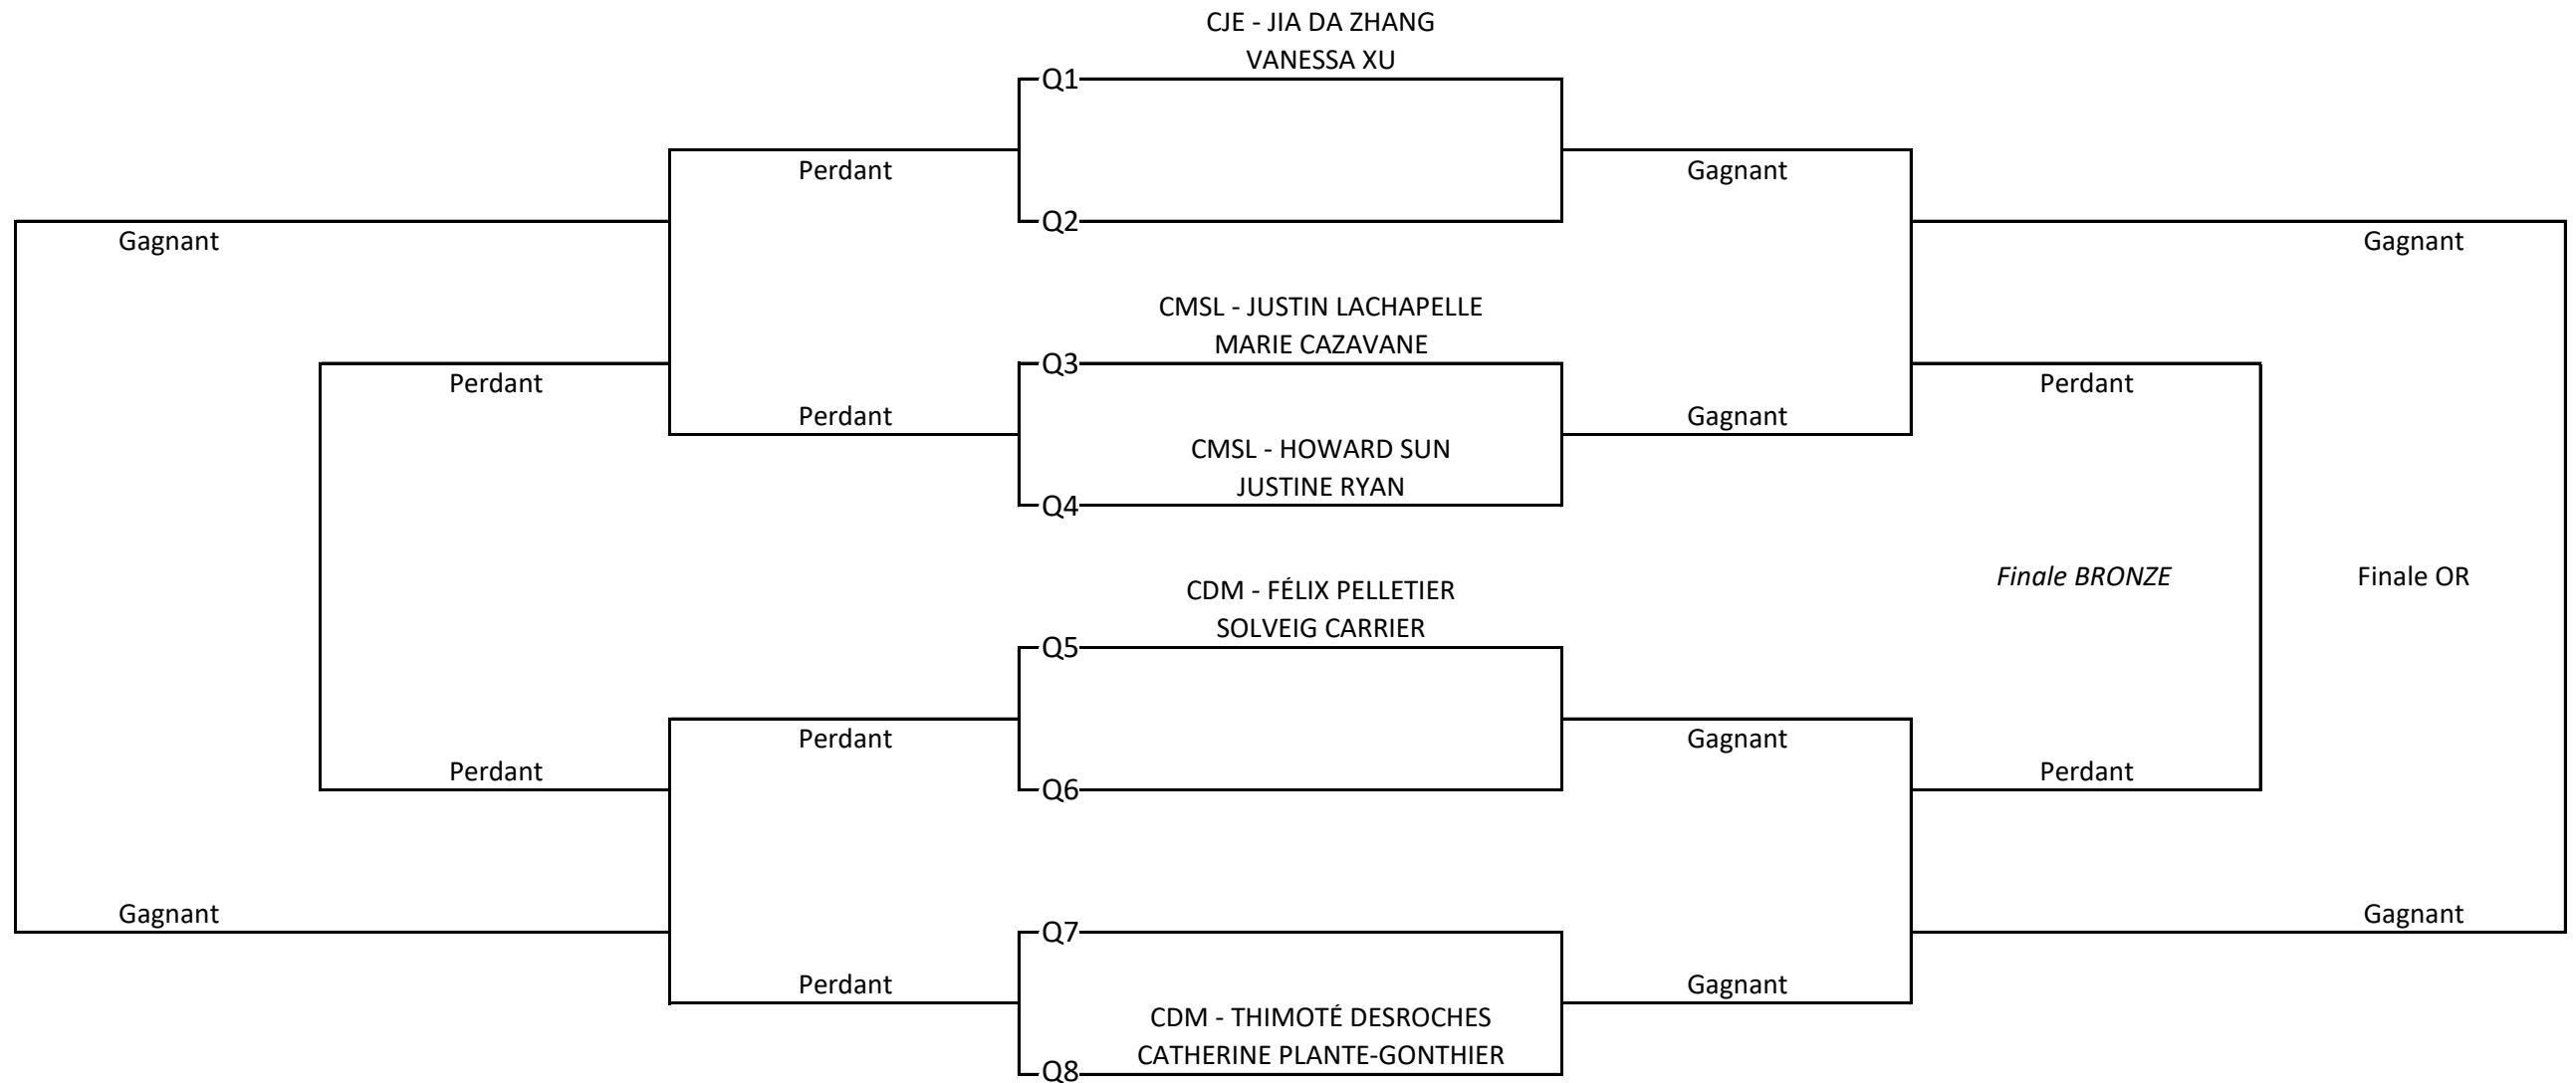 CJE - JIA DA ZHANG
VANESSA XU
Q1
Perdant
Gagnant
Q2
Gagnant
Gagnant
CMSL - JUSTIN LACHAPELLE
MARIE CAZAVANE
Q3
Perdant
Perdant
Perdant
Gagnant
CMSL - HOWARD SUN
JUSTINE RYAN
Q4
Finale BRONZE
Finale OR
CDM - FÉLIX PELLETIER
SOLVEIG CARRIER
Q5
Perdant
Gagnant
Perdant
Perdant
Q6
Gagnant
Gagnant
Q7
Perdant
Gagnant
CDM - THIMOTÉ DESROCHES
CATHERINE PLANTE-GONTHIER
Q8